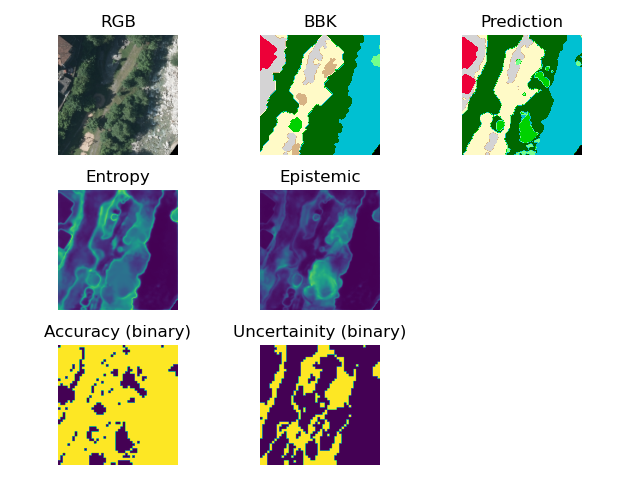 RGB
BBK
Prediction
Entropy
Epistemic
Accuracy (binary)
Uncertainity (binary)